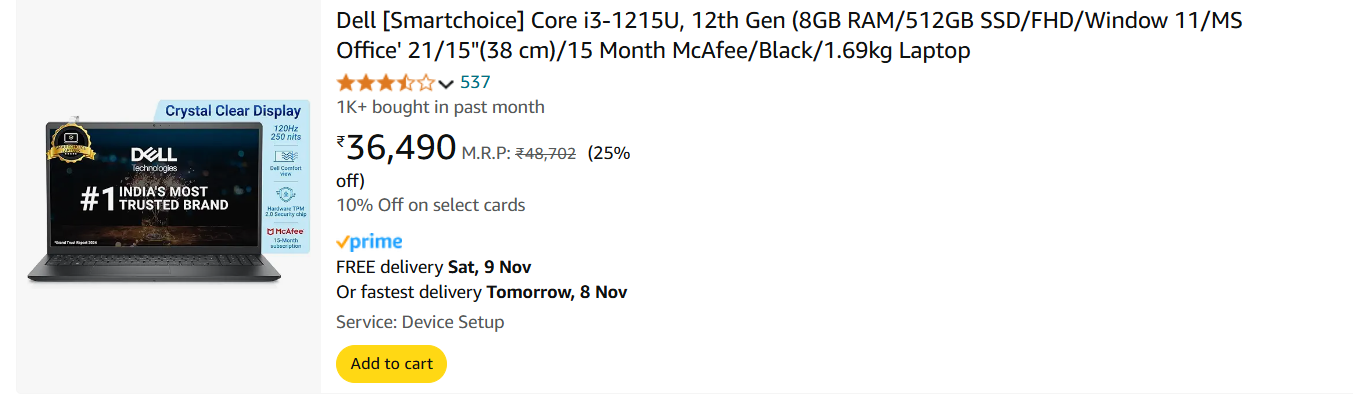 Dell [Smartchoice] Core i3-1215U, 12th Gen (8GB RAM/512GB SSD/FHD/Window 11/MS
Office' 21/15"(38 cm)/15 Month McAfee/Black/1.69kg Laptop
537
1K+ bought in past month
₹36,490 M.R.P: ₹48,702 (25%
off)
10% Off on select cards
prime
FREE delivery Sat, 9 Nov
Or fastest delivery Tomorrow, 8 Nov
Service: Device Setup
Add to cart
Crystal Clear Display
120Hz
250 nits
Dell Comfort
view
Hardware TPM
2.0 Security chip
McAfee
15-Month
subscription
DELL
Technologies
#1 INDIA'S MOST
TRUSTED BRAND
*Brand Trust Report 2024